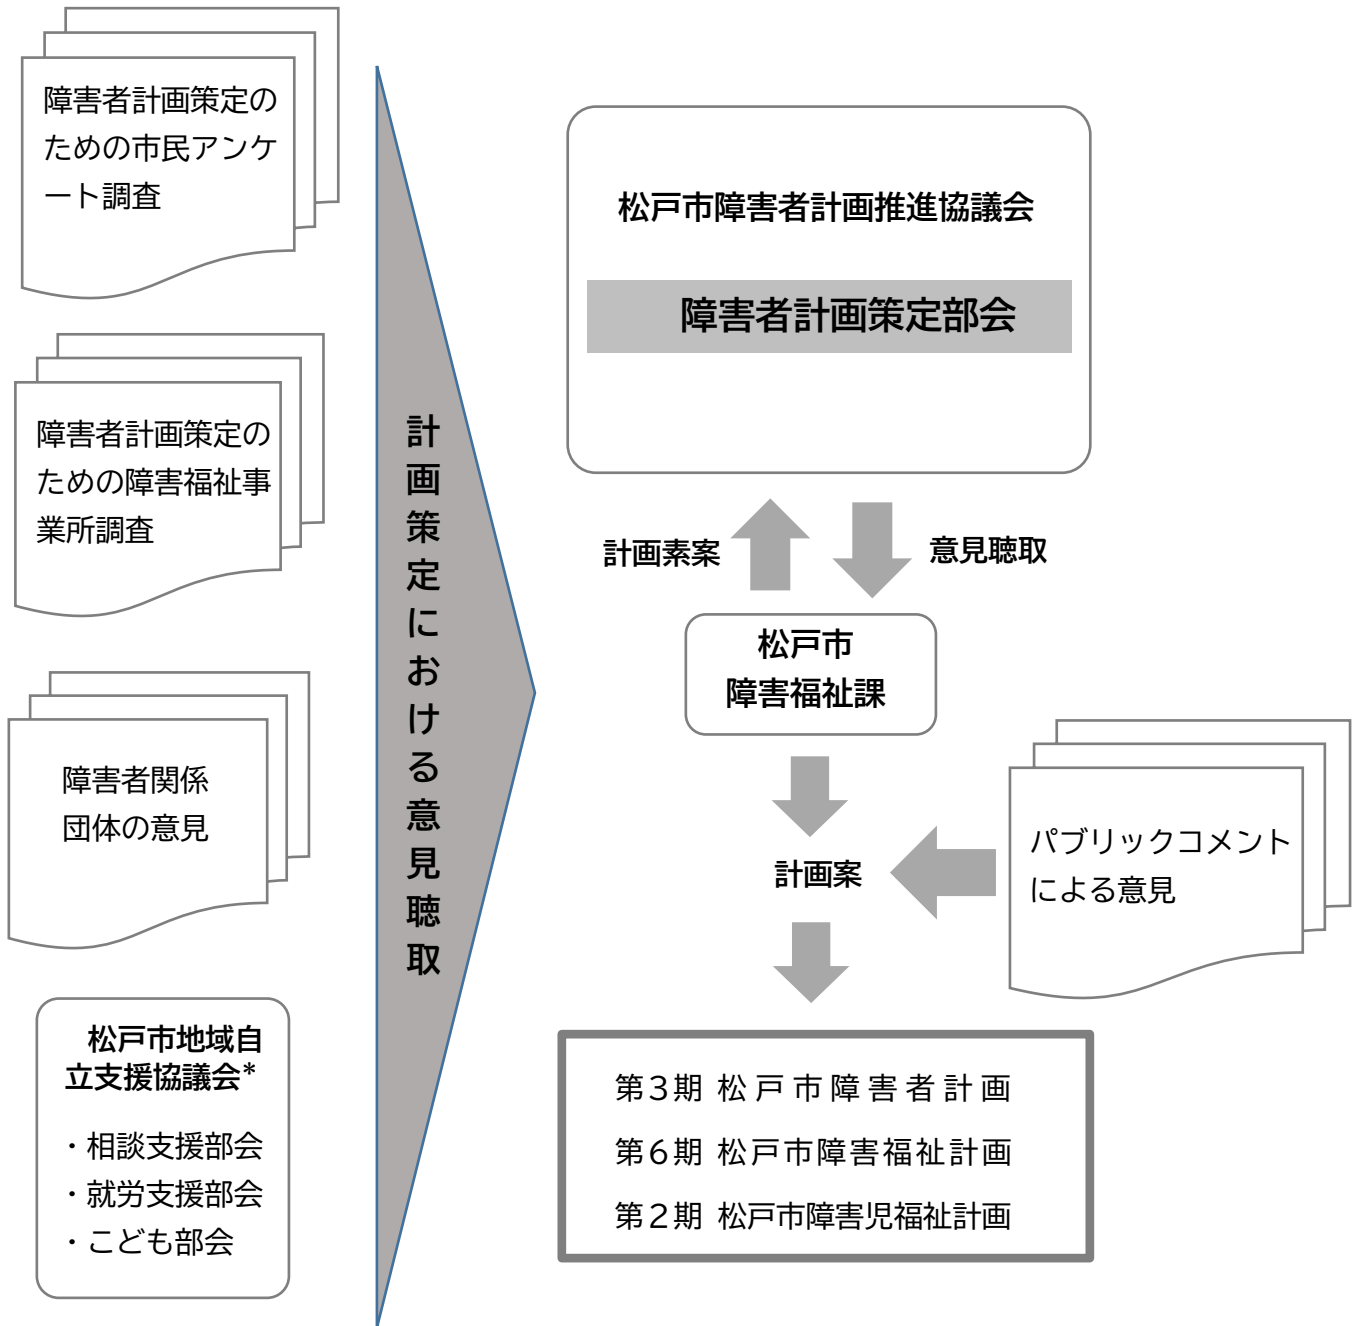 障害者計画策定の
ための市民アンケ
ート調査
障害者計画策定の
ための障害福祉事
業所調査
障害者関係
団体の意見
松戸市地域自
立支援協議会*
・相談支援部会
・就労支援部会
・こども部会
計画策定における意見聴取
松戸市障害者計画推進協議会
障害者計画策定部会
計画素案
意見聴取
松戸市
障害福祉課
計画案
パブリックコメント
による意見
第3期 松戸市障害者計画
第6期 松戸市障害福祉計画
第2期 松戸市障害児福祉計画